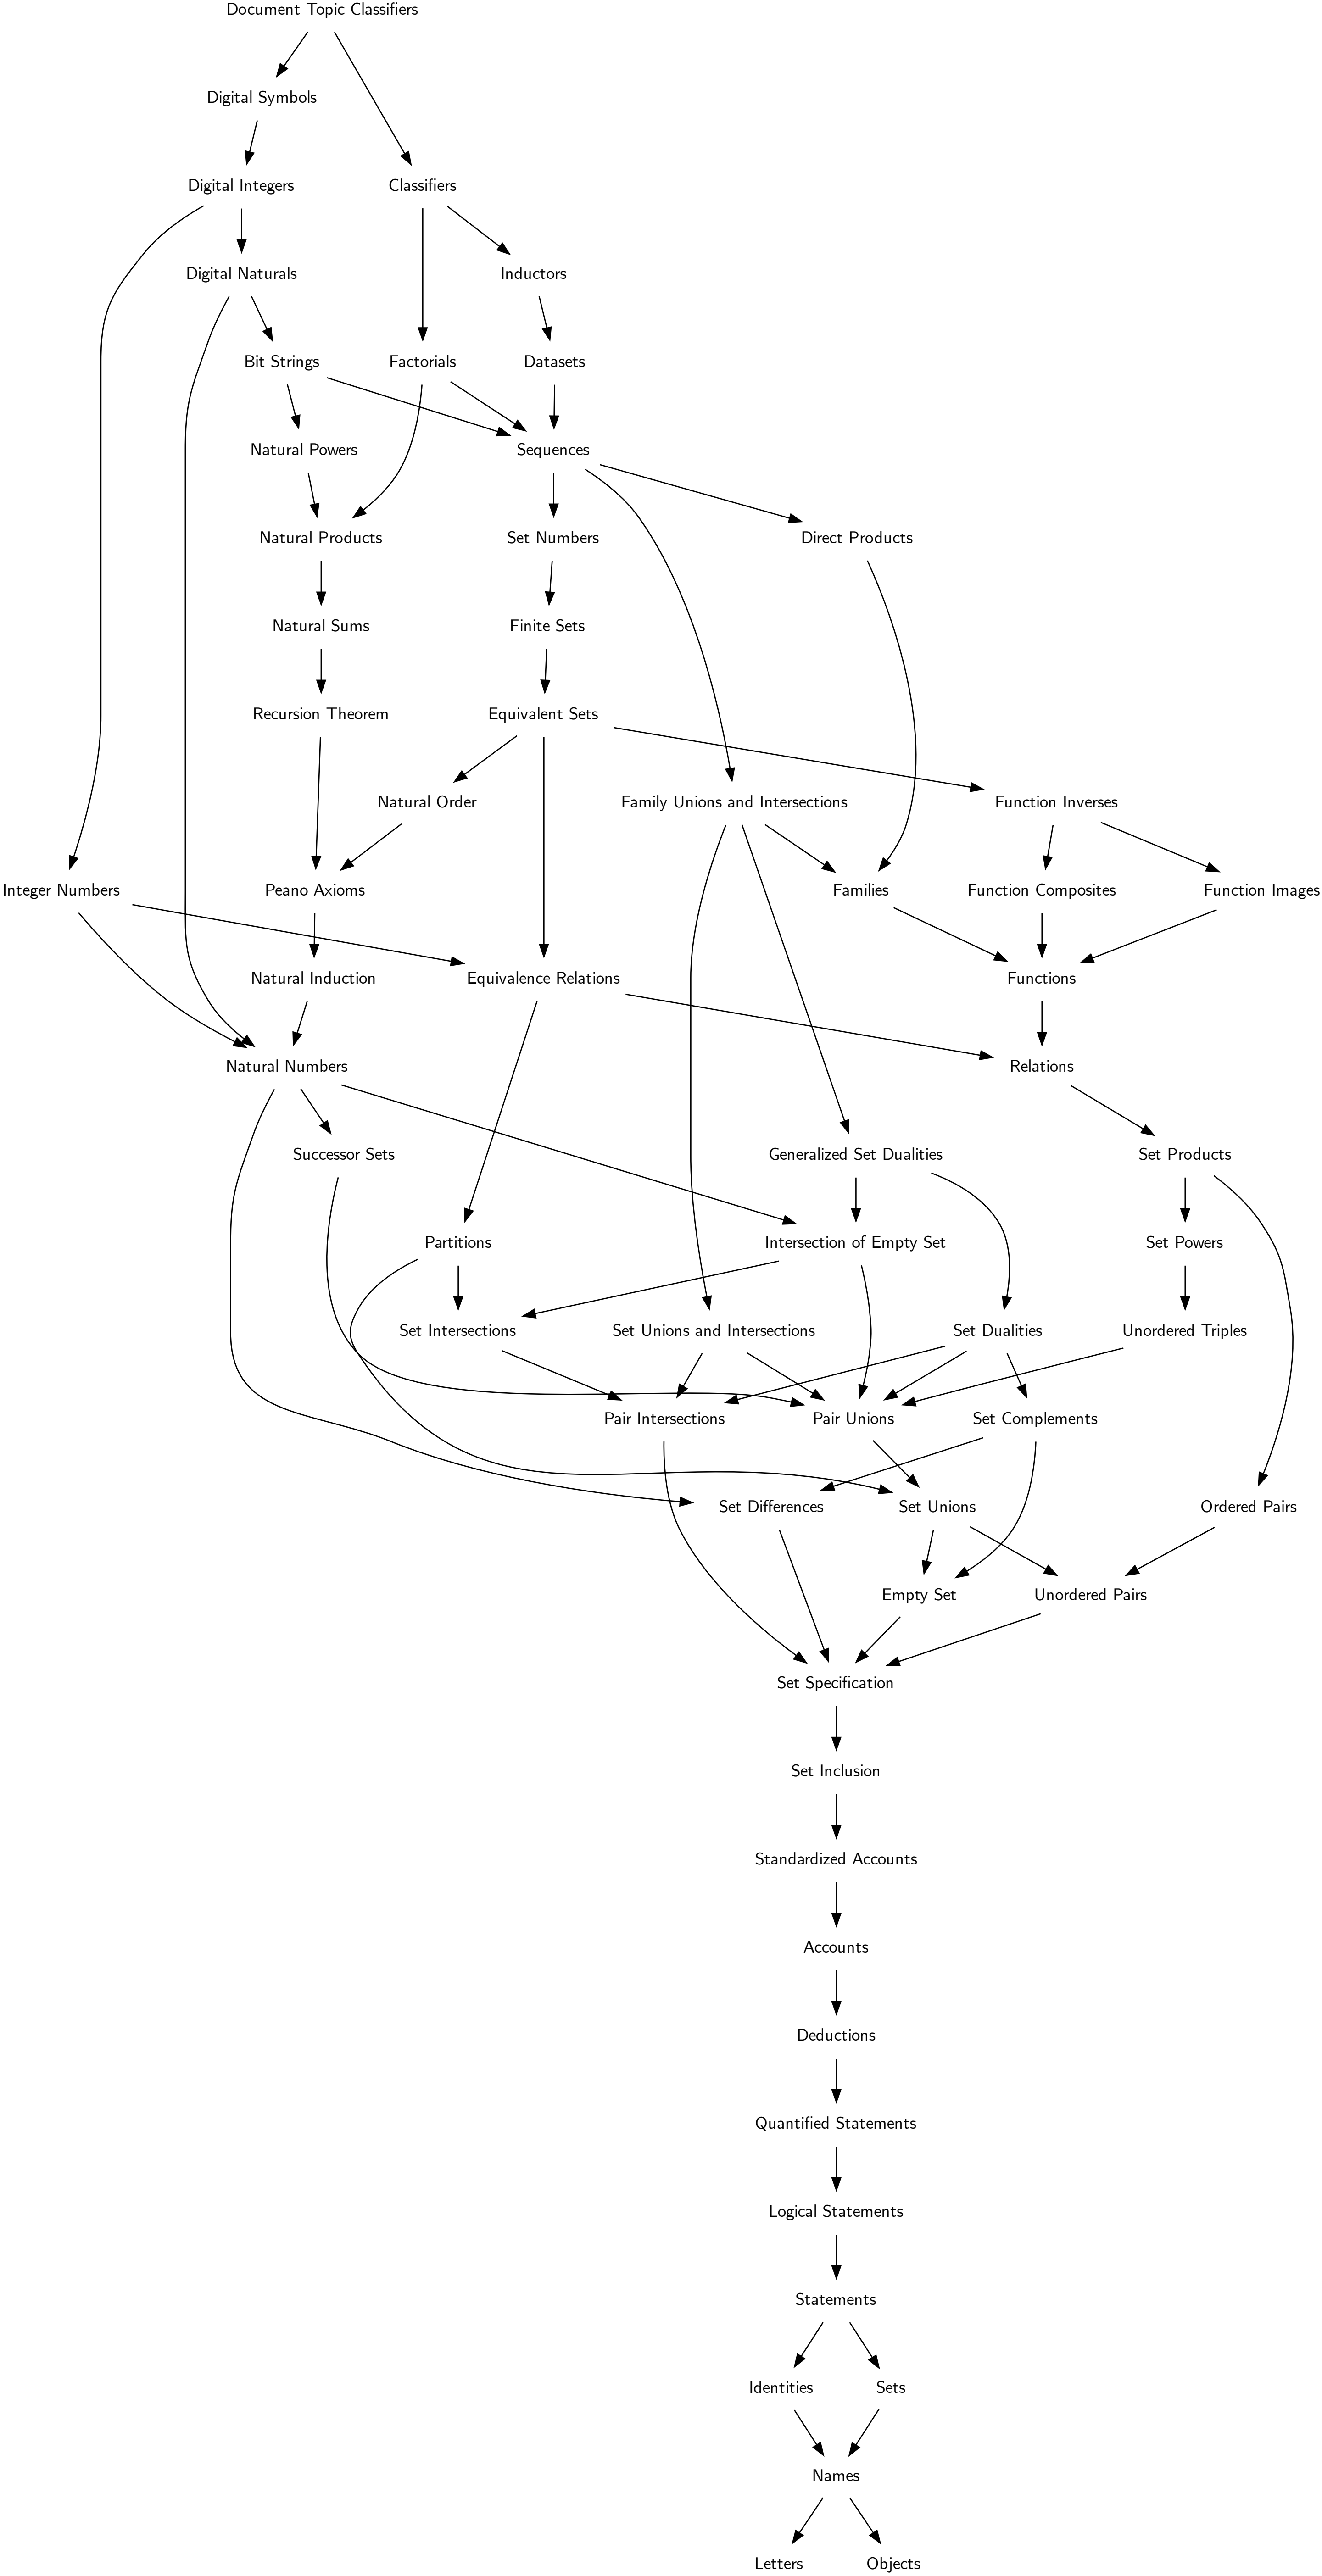 Document Topic Classifiers
Digital Symbols
Digital Integers
Classifiers
Digital Naturals
Inductors
Bit Strings
Factorials
Datasets
Natural Powers
Sequences
Natural Products
Set Numbers
Direct Products
Natural Sums
Finite Sets
Recursion Theorem
Equivalent Sets
Natural Order
Family Unions and Intersections
Function Inverses
Integer Numbers
Peano Axioms
Families
Function Composites
Function Images
Natural Induction
Equivalence Relations
Functions
Natural Numbers
Relations
Successor Sets
Generalized Set Dualities
Set Products
Partitions
Intersection of Empty Set
Set Powers
Set Intersections
Set Unions and Intersections
Set Dualities
Unordered Triples
Pair Intersections
Pair Unions
Set Complements
Set Differences
Set Unions
Ordered Pairs
Empty Set
Unordered Pairs
Set Specification
Set Inclusion
Standardized Accounts
Accounts
Deductions
Quantified Statements
Logical Statements
Statements
Identities
Sets
Names
Letters
Objects